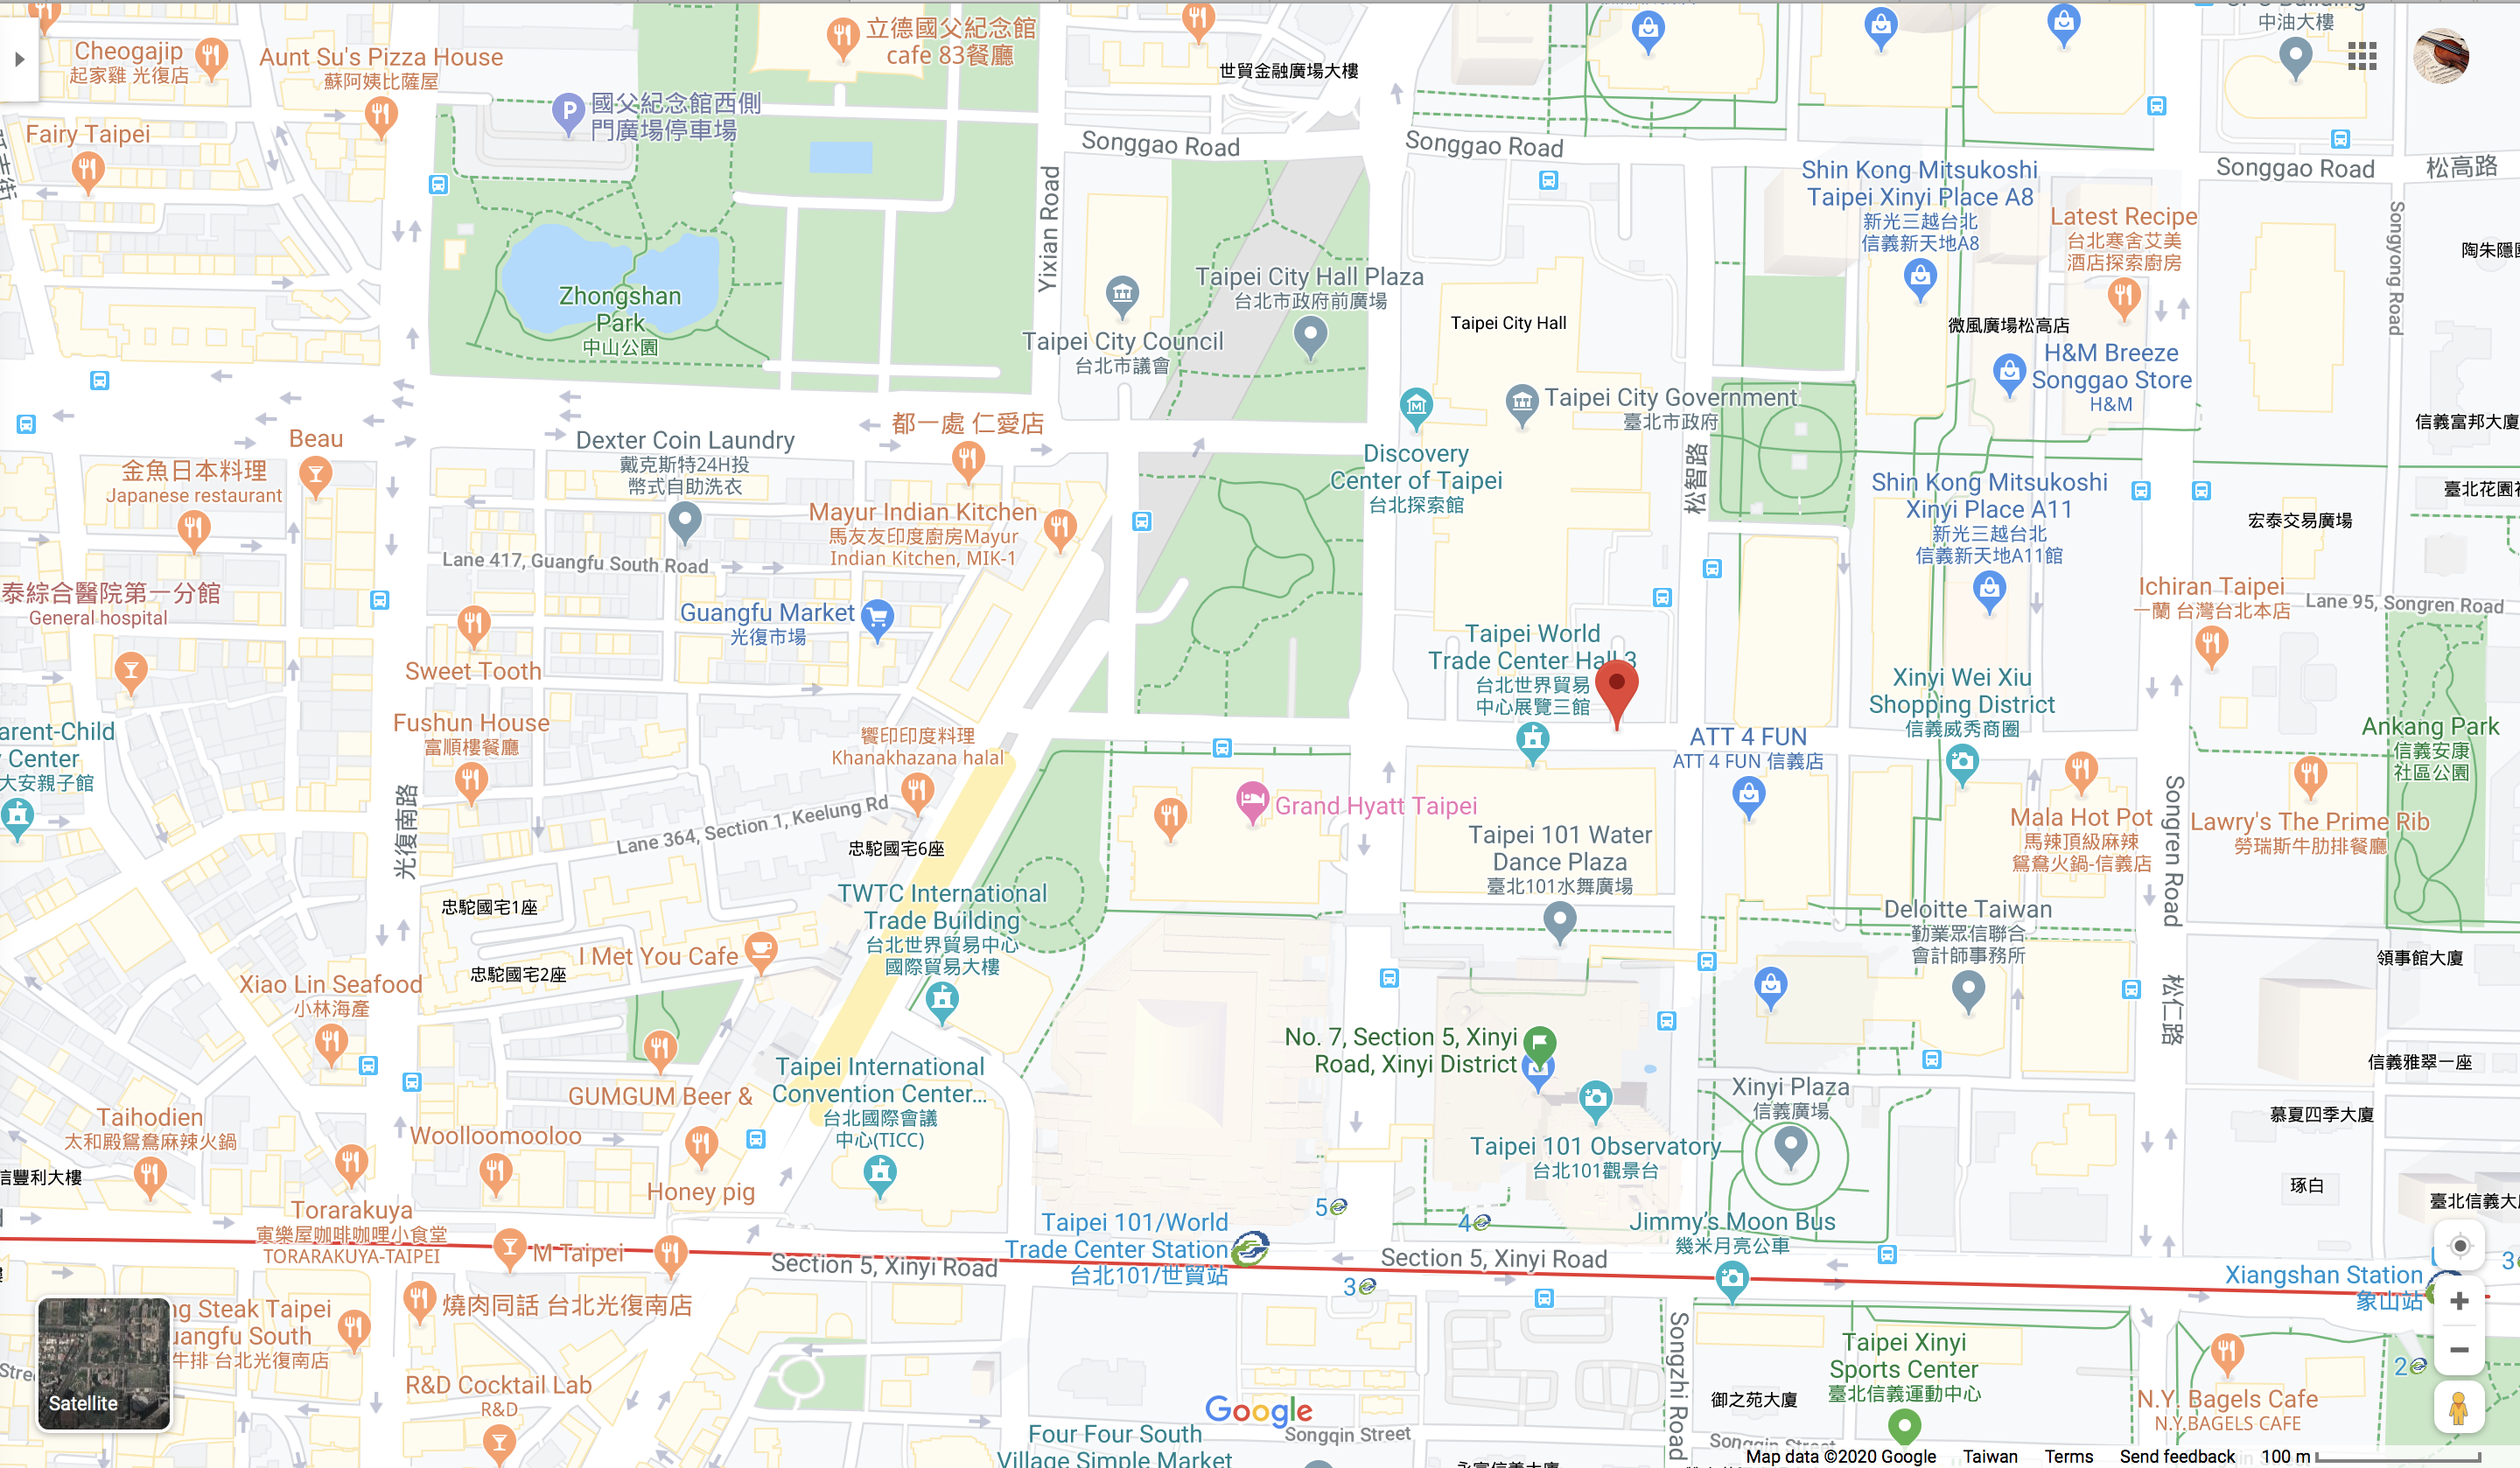 立德國父紀念館
cafe 83餐廳
中油大樓
Cheogajip
起家雞 光復店
Aunt Su's Pizza House
蘇阿姨比薩屋
世貿金融廣場大樓
國父紀念館西側
門廣場停車場
Fairy Taipei
Songgao Road
Songgao Road
Songgao Road
松高路
Yixian Road
Shin Kong Mitsukoshi
Taipei Xinyi Place A8
新光三越台北
信義新天地A8
Latest Recipe
台北寒舍艾美
酒店探索廚房
Songyong Road
Zhongshan
Park
中山公園
Taipei City Hall Plaza
台北市政府前廣場
Taipei City Council
台北市議會
Taipei City Hall
微風廣場松高店
H&M Breeze
Songgao Store
H&M
Taipei City Government
臺北市政府
信義富邦大廈
都一處 仁愛店
Beau
Dexter Coin Laundry
戴克斯特24H投
幣式自助洗衣
金魚日本料理
Japanese restaurant
Discovery
Center of Taipei
台北探索館
松智路
Shin Kong Mitsukoshi
Xinyi Place A11
新光三越台北
信義新天地A11館
宏泰交易廣場
Mayur Indian Kitchen
馬友友印度廚房Mayur
Indian Kitchen, MIK-1
Lane 417, Guangfu South Road
泰綜合醫院第一分館
General hospital
Guangfu Market
光復市場
Ichiran Taipei
一蘭 台灣台北本店
Lane 95, Songren Road
Taipei World
Trade Center Hall 3
台北世界貿易
中心展覽三館
Sweet Tooth
Xinyi Wei Xiu
Shopping District
信義威秀商圈
Fushun House
富順樓餐廳
arent-Child
Center
大安親子館
饗印印度料理
Khanakhazana halal
ATT 4 FUN
ATT 4 FUN 信義店
Ankang Park
信義安康
社區公園
光復南路
Lane 364, Section 1, Keelung Rd
Grand Hyatt Taipei
Songren Road
Mala Hot Pot
馬辣頂級麻辣
鴛鴦火鍋-信義店
Lawry's The Prime Rib
勞瑞斯牛肋排餐廳
Taipei 101 Water
Dance Plaza
臺北101水舞廣場
忠駝國宅6座
忠駝國宅1座
TWTC International
Trade Building
台北世界貿易中心
國際貿易大樓
Deloitte Taiwan
勤業眾信聯合
會計師事務所
I Met You Cafe
忠駝國宅2座
領事館大廈
Xiao Lin Seafood
小林海產
松仁路
No. 7, Section 5, Xinyi
Road, Xinyi District
Taipei International
Convention Center...
台北國際會議
中心(TICC)
信義雅翠一座
GUMGUM Beer &
Xinyi Plaza
信義廣場
慕夏四季大廈
Taihodien
太和殿鴛鴦麻辣火鍋
Woolloomooloo
Taipei 101 Observatory
台北101觀景台
信豐利大樓
Honey pig
琢白
Torarakuya
寅樂屋咖啡咖哩小食堂
TORARAKUYA-TAIPEI
5
4
Taipei 101/World
Trade Center Station
台北101/世貿站
Jimmy's Moon Bus
幾米月亮公車
M Taipei
Section 5, Xinyi Road
Section 5, Xinyi Road
3
3
Xiangshan Station
象山站
ng Steak Taipei
uangfu South
牛排 台北光復南店
燒肉同話 台北光復南店
Songzhi Road
Taipei Xinyi
Sports Center
臺北信義運動中心
2
R&D Cocktail Lab
R&D
御之苑大廈
N.Y. Bagels Cafe
N.Y.BAGELS CAFE
Satellite
Google
Four Four South
Village Simple Market
Songqin Street
Map data ©2020 Google
Taiwan
Terms
Send feedback
100 m